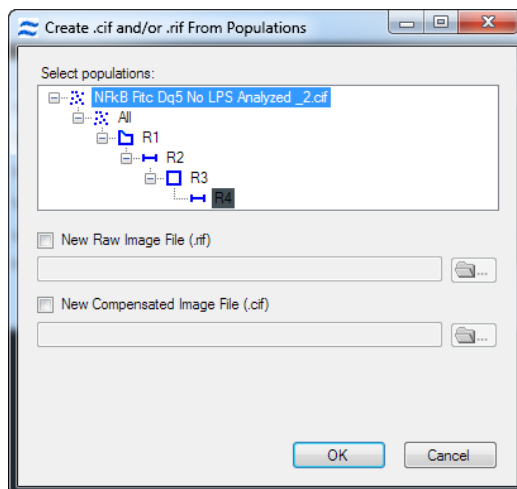 Create .cif and/or .rif From Populations
Select populations:
NFkB Fitc Dq5 No LPS Analyzed _2.cif
All
R1
R2
R3
R4
New Raw Image File (.rif)
...
New Compensated Image File (.cif)
...
OK Cancel